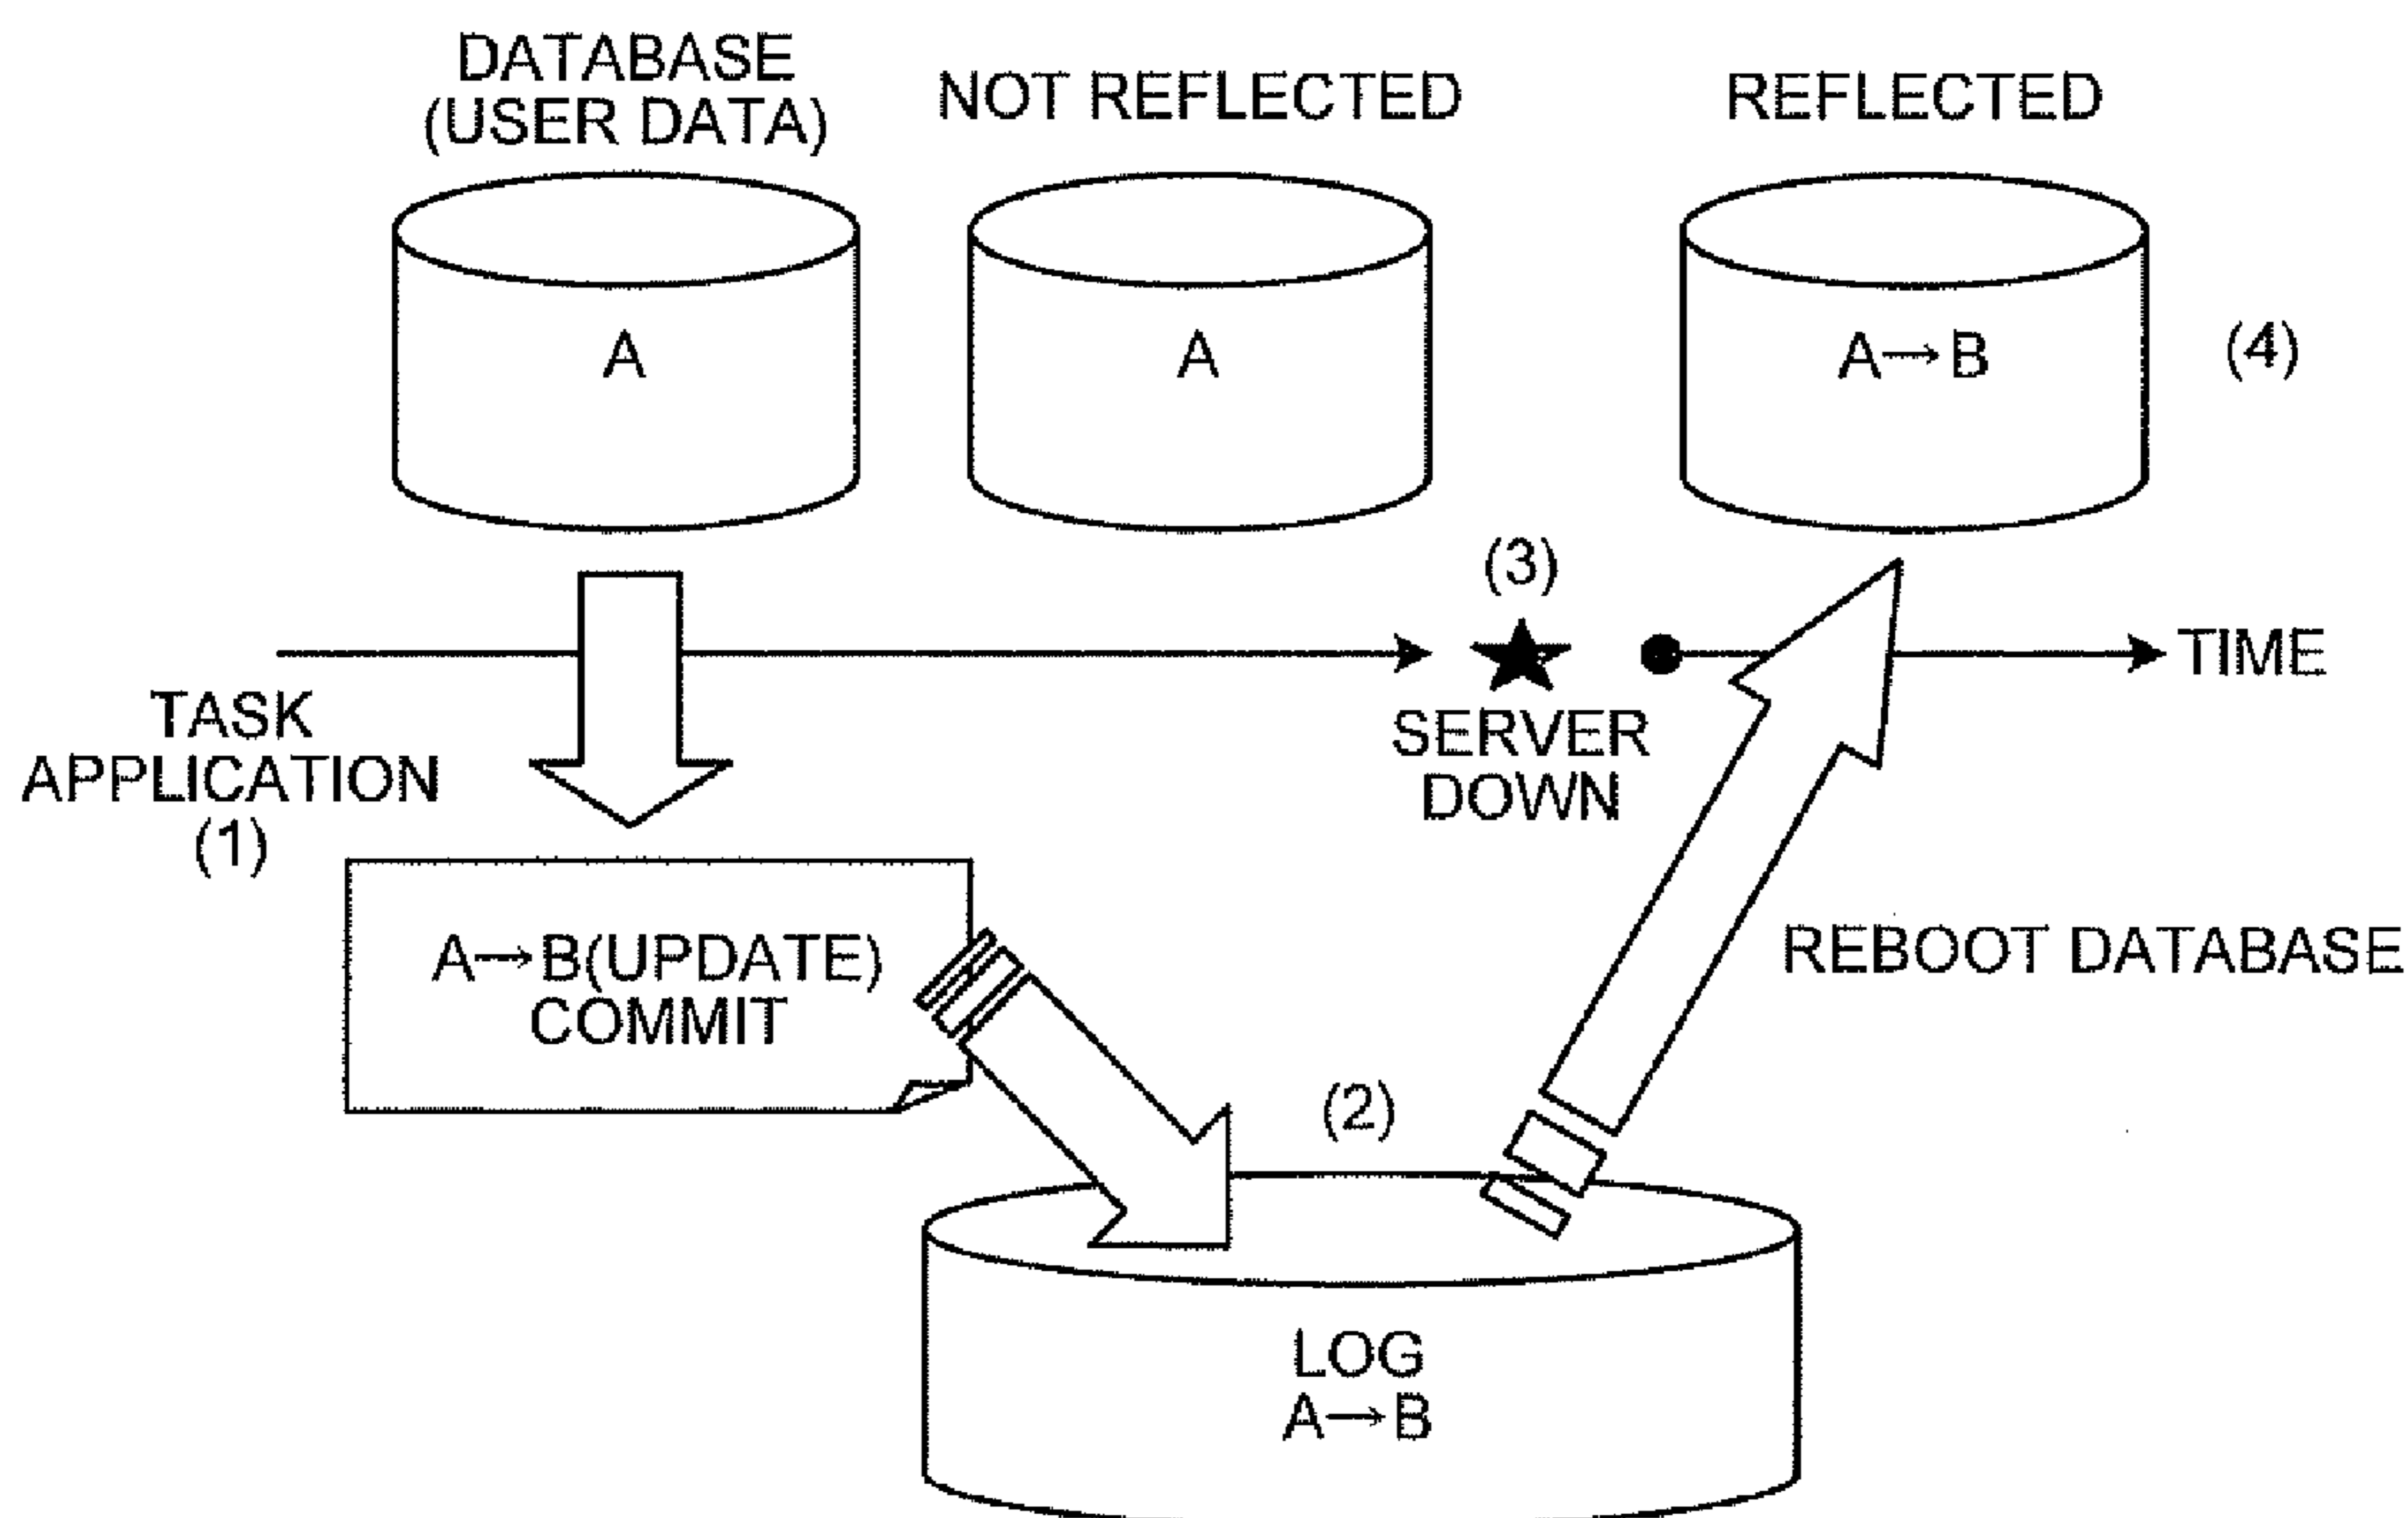 DATABASE
(USER DATA)
NOT REFLECTED
REFLECTED
A
A
A→B
(4)
(3)
TIME
TASK
APPLICATION
(1)
SERVER
DOWN
A→B(UPDATE)
COMMIT
REBOOT DATABASE
(2)
LOG
A→B